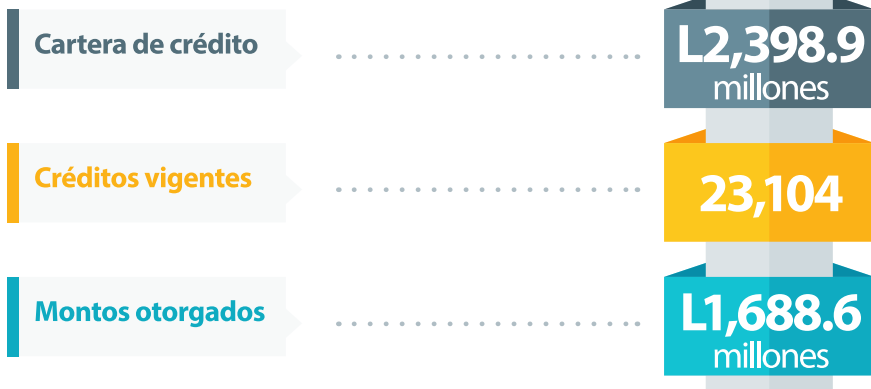 Cartera de crédito
L2,398.9
millones
Créditos vigentes
23,104
Montos otorgados
L1,688.6
millones